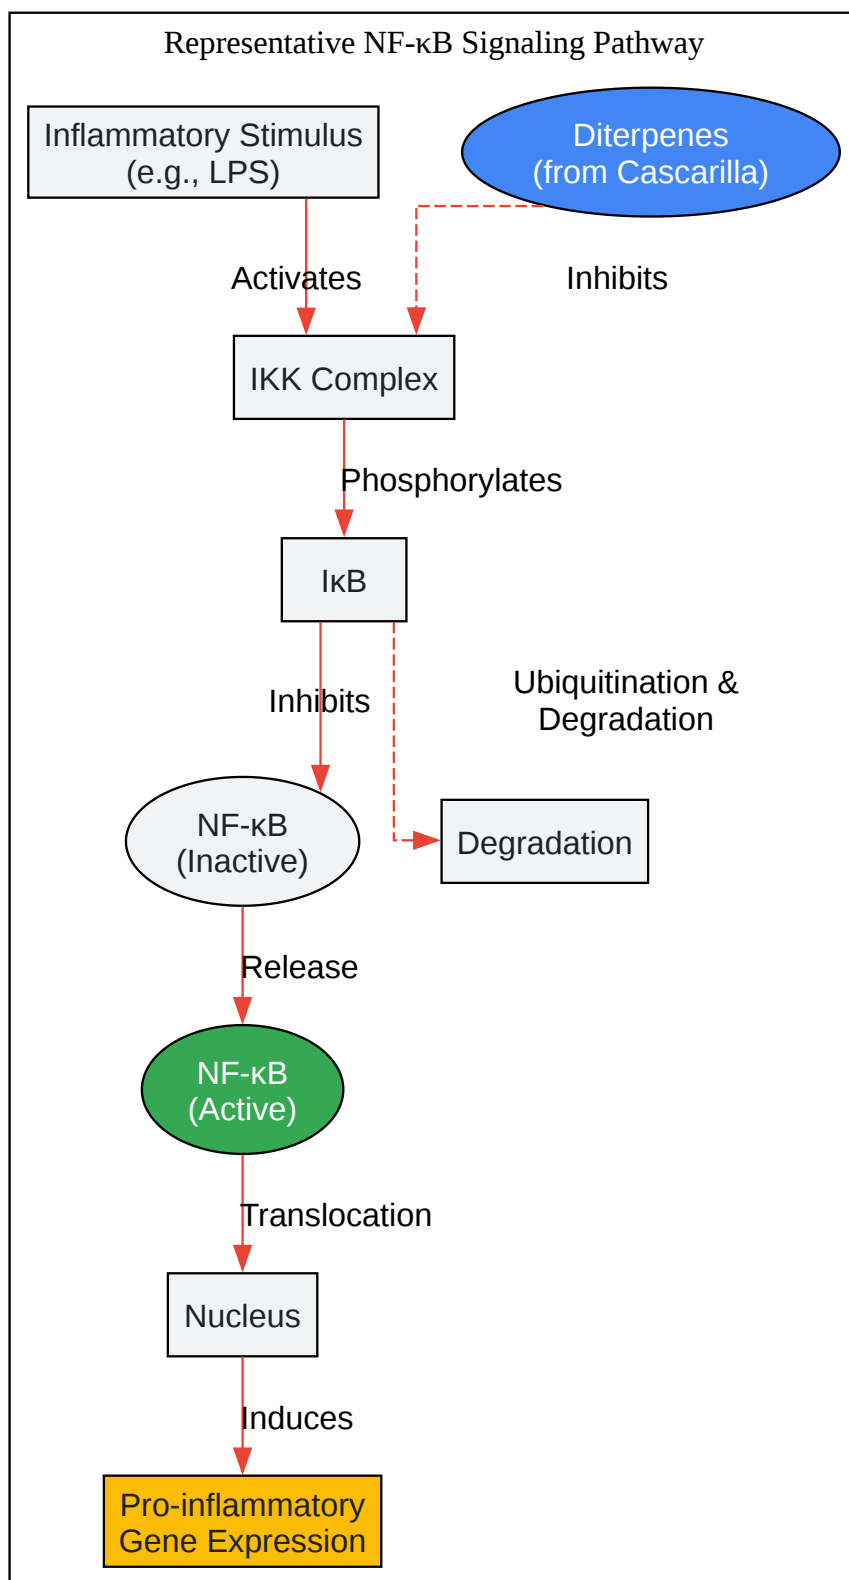 Representative NF-κB Signaling Pathway
Inflammatory Stimulus
(e.g., LPS)
Diterpenes
(from Cascarilla)
Activates
Inhibits
IKK Complex
Phosphorylates
IκB
Inhibits
Ubiquitination &
Degradation
NF-κB
(Inactive)
Degradation
Release
NF-κB
(Active)
Translocation
Nucleus
Induces
Pro-inflammatory
Gene Expression